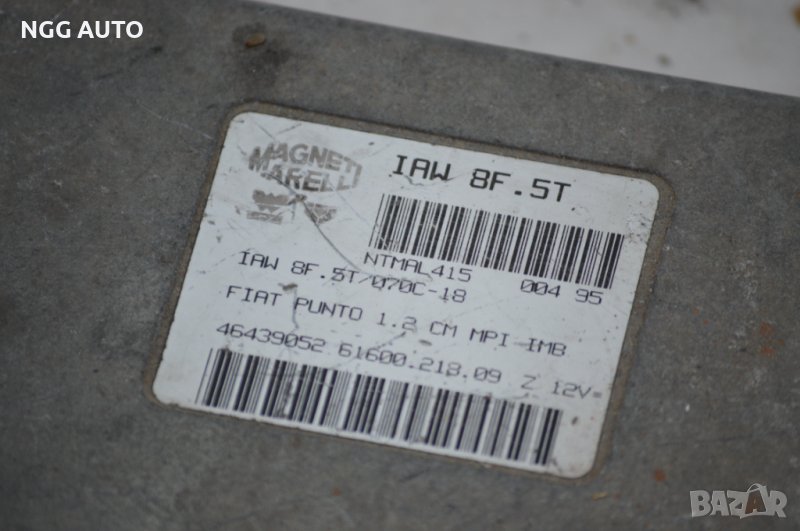 NGG AUTO
MAGNETI MARELLI
IAW 8F.5T
NTMAL415 004 95
IAW 8F.5T/070C-18
FIAT PUNTO 1.2 CM MPI IMB
46439052 61600.218.09 Z 12V=
BAZAR